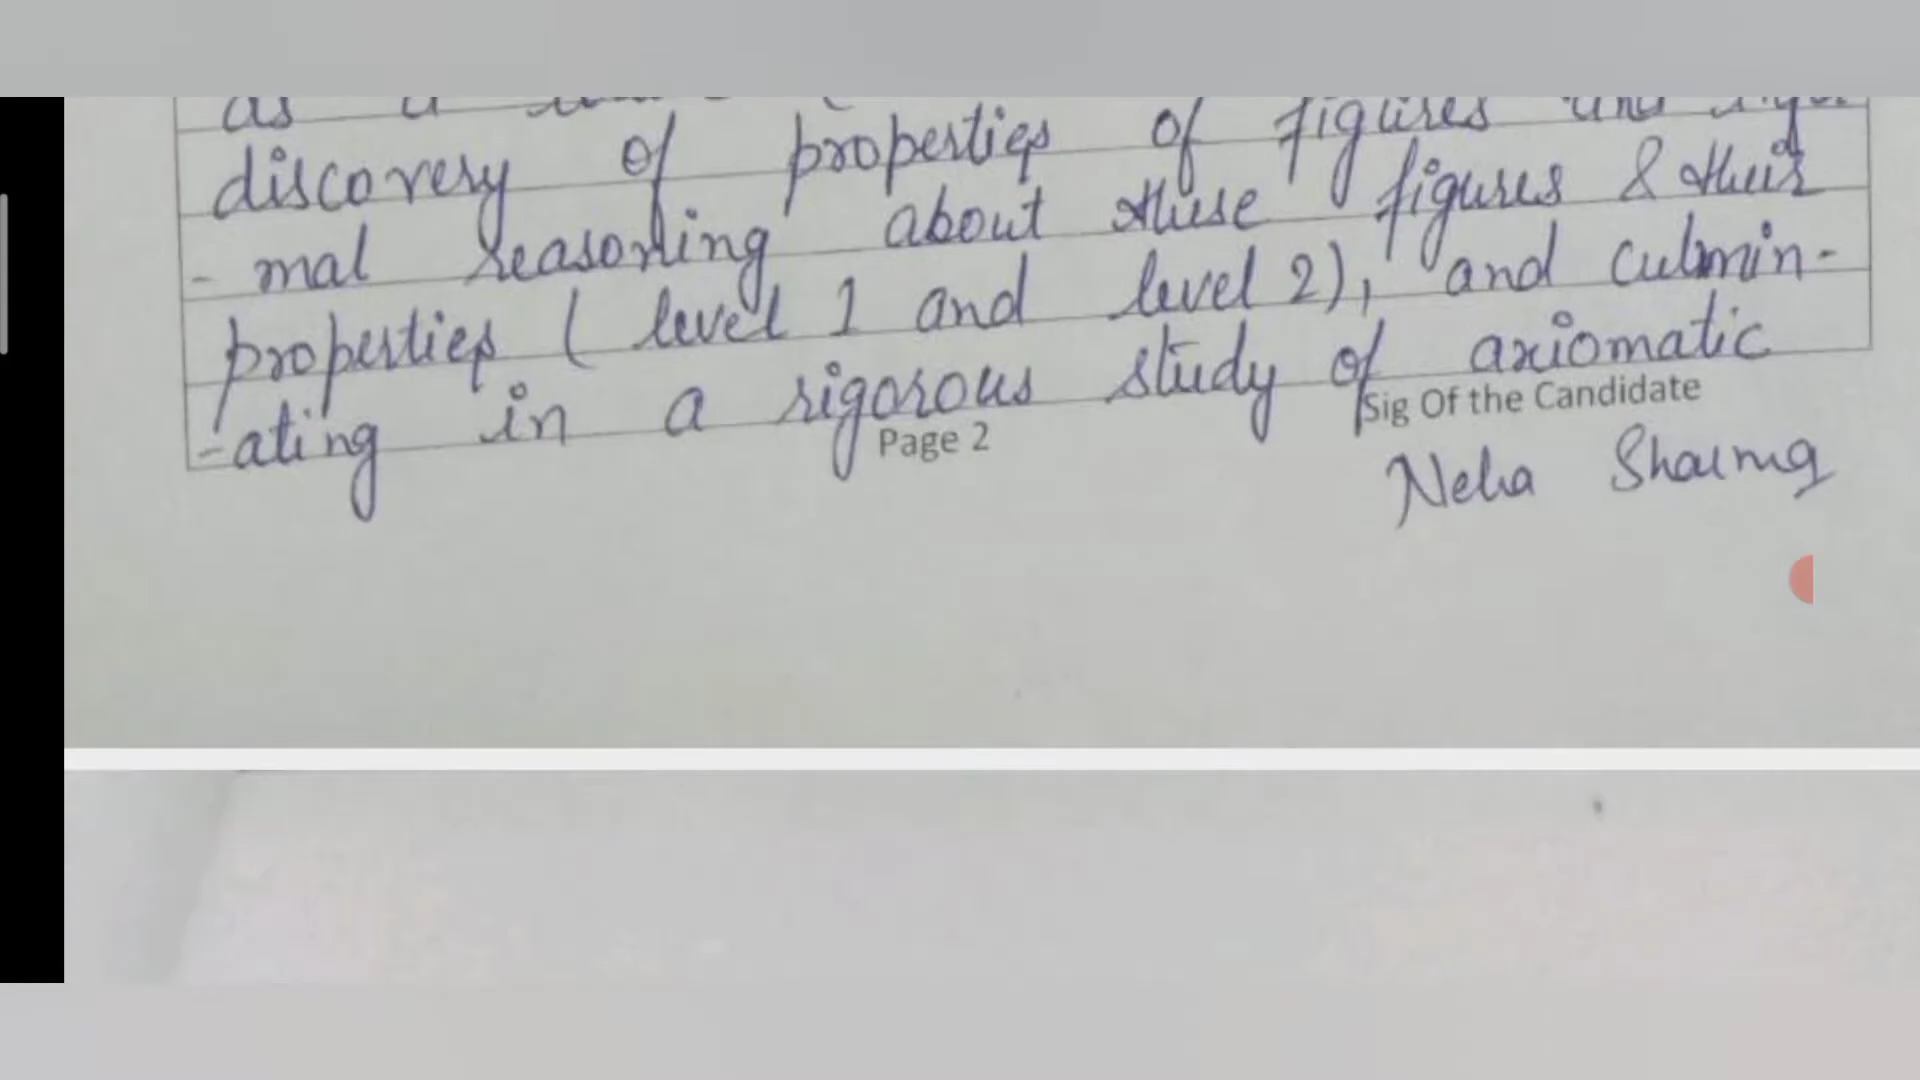 as a
discovery of properties of figures and
- mal reasoning about these figures & their
properties ( level 1 and level 2), and culmin-
-ating in a rigorous study of axiomatic
Page 2
Sig Of the Candidate
Neha Sharma